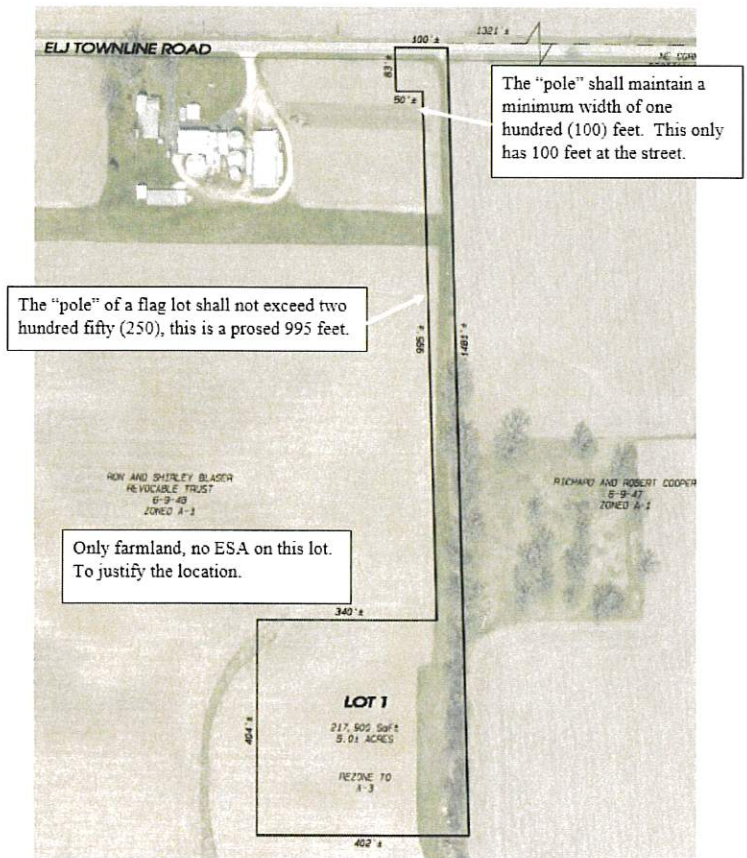 ELJ TOWNLINE ROAD
100'±
1321'±
83'±
50'±
The “pole” shall maintain a
minimum width of one
hundred (100) feet. This only
has 100 feet at the street.
The “pole” of a flag lot shall not exceed two
hundred fifty (250), this is a prosed 995 feet.
995'±
1481'±
RON AND SHIRLEY BLASER
REVOCABLE TRUST
6-9-49
ZONED A-1
RICHARD AND ROBERT COOPER
6-9-47
ZONED A-1
Only farmland, no ESA on this lot.
To justify the location.
340'±
LOT 1
217,900 SqFt
5.0± ACRES
404'±
REZONE TO
A-3
402'±